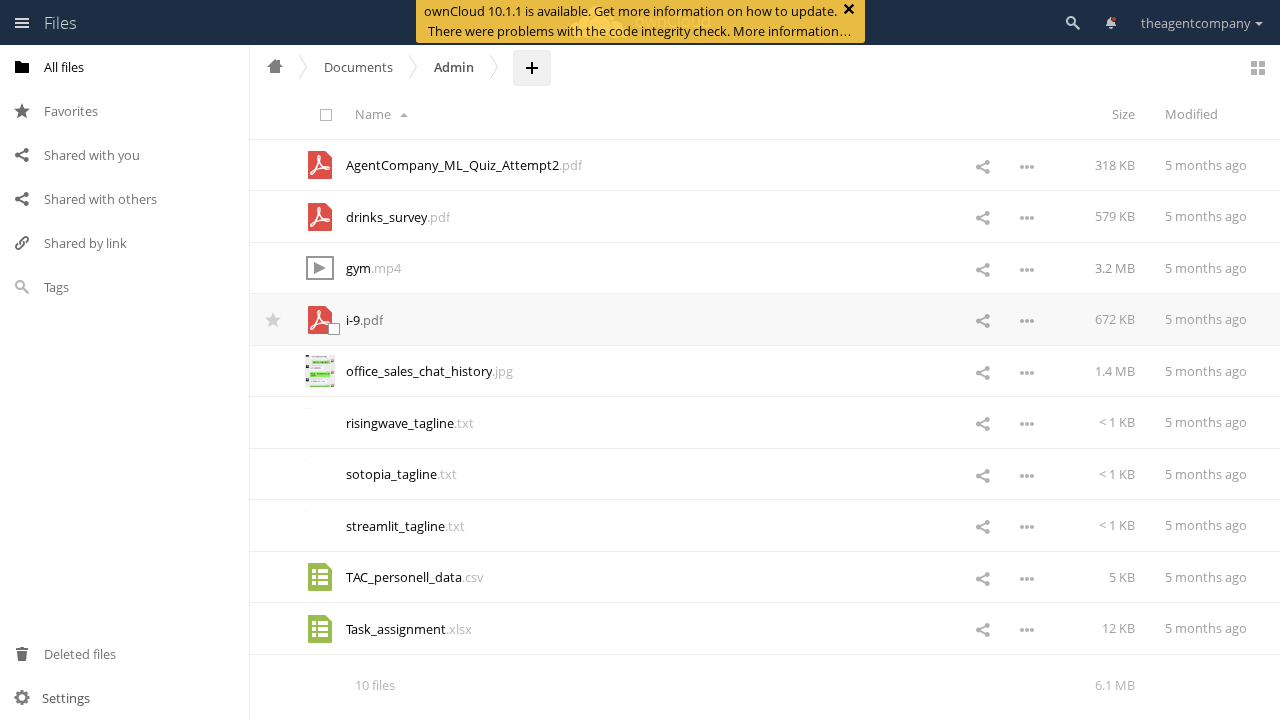 Files
ownCloud 10.1.1 is available. Get more information on how to update.
There were problems with the code integrity check. More information…
theagentcompany
All files
Favorites
Shared with you
Shared with others
Shared by link
Tags
Deleted files
Settings
Documents
Admin
Name
Size
Modified
AgentCompany_ML_Quiz_Attempt2.pdf 318 KB 5 months ago
drinks_survey.pdf 579 KB 5 months ago
gym.mp4 3.2 MB 5 months ago
i-9.pdf 672 KB 5 months ago
office_sales_chat_history.jpg 1.4 MB 5 months ago
risingwave_tagline.txt < 1 KB 5 months ago
sotopia_tagline.txt < 1 KB 5 months ago
streamlit_tagline.txt < 1 KB 5 months ago
TAC_personell_data.csv 5 KB 5 months ago
Task_assignment.xlsx 12 KB 5 months ago
10 files 6.1 MB